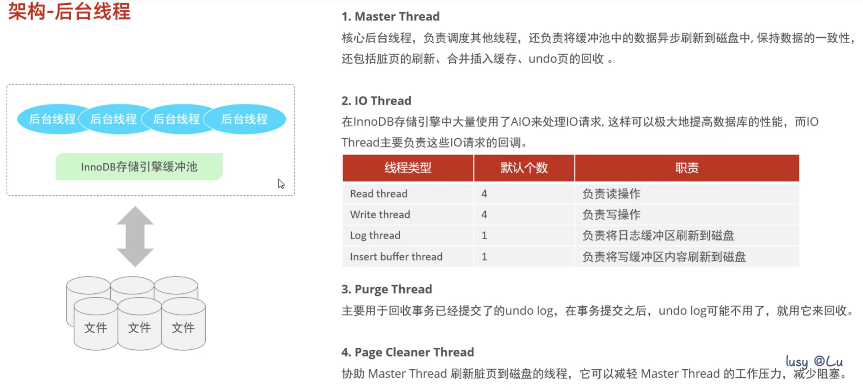 架构-后台线程
后台线程 后台线程 后台线程 后台线程
InnoDB存储引擎缓冲池
文件 文件 文件
1. Master Thread
核心后台线程，负责调度其他线程，还负责将缓冲池中的数据异步刷新到磁盘中, 保持数据的一致性，
还包括脏页的刷新、合并插入缓存、undo页的回收 。
2. IO Thread
在InnoDB存储引擎中大量使用了AIO来处理IO请求, 这样可以极大地提高数据库的性能，而IO
Thread主要负责这些IO请求的回调。
线程类型 默认个数 职责
Read thread 4 负责读操作
Write thread 4 负责写操作
Log thread 1 负责将日志缓冲区刷新到磁盘
Insert buffer thread 1 负责将写缓冲区内容刷新到磁盘
3. Purge Thread
主要用于回收事务已经提交了的undo log，在事务提交之后，undo log可能不用了，就用它来回收。
4. Page Cleaner Thread
协助 Master Thread 刷新脏页到磁盘的线程，它可以减轻 Master Thread 的工作压力，减少阻塞。
lusy @Lu